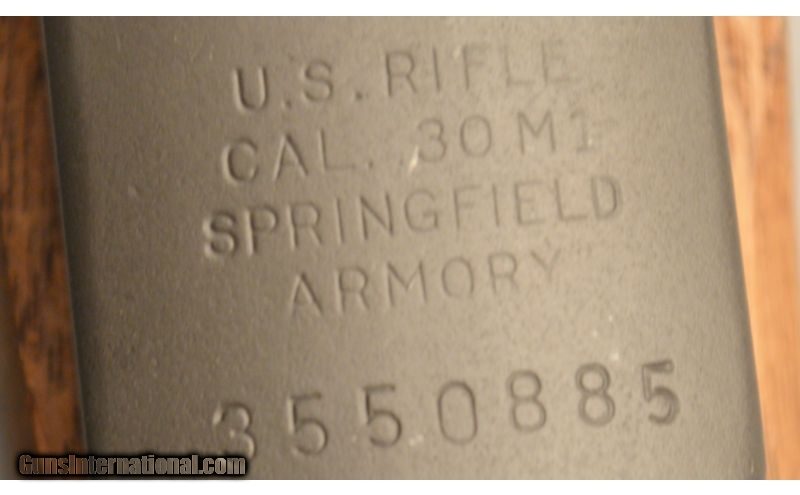 U.S. RIFLE
CAL. .30 M1
SPRINGFIELD
ARMORY
3550885
GunsInternational.com